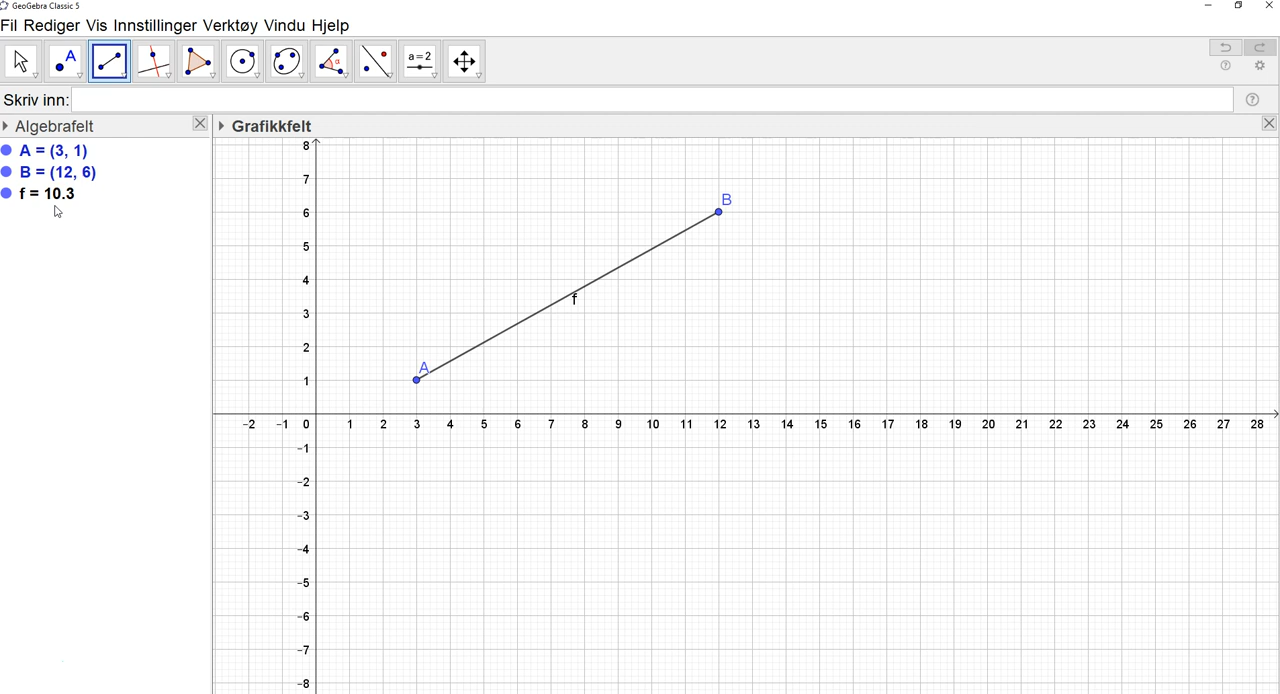 GeoGebra Classic 5
Fil Rediger Vis Innstillinger Verktøy Vindu Hjelp
A
α
a=2
Skriv inn:
Algebrafelt
Grafikkfelt
A = (3, 1)
B = (12, 6)
f = 10.3
8
7
B
6
5
4
f
3
2
A
1
−2 −1 0 1 2 3 4 5 6 7 8 9 10 11 12 13 14 15 16 17 18 19 20 21 22 23 24 25 26 27 28
−1
−2
−3
−4
−5
−6
−7
−8